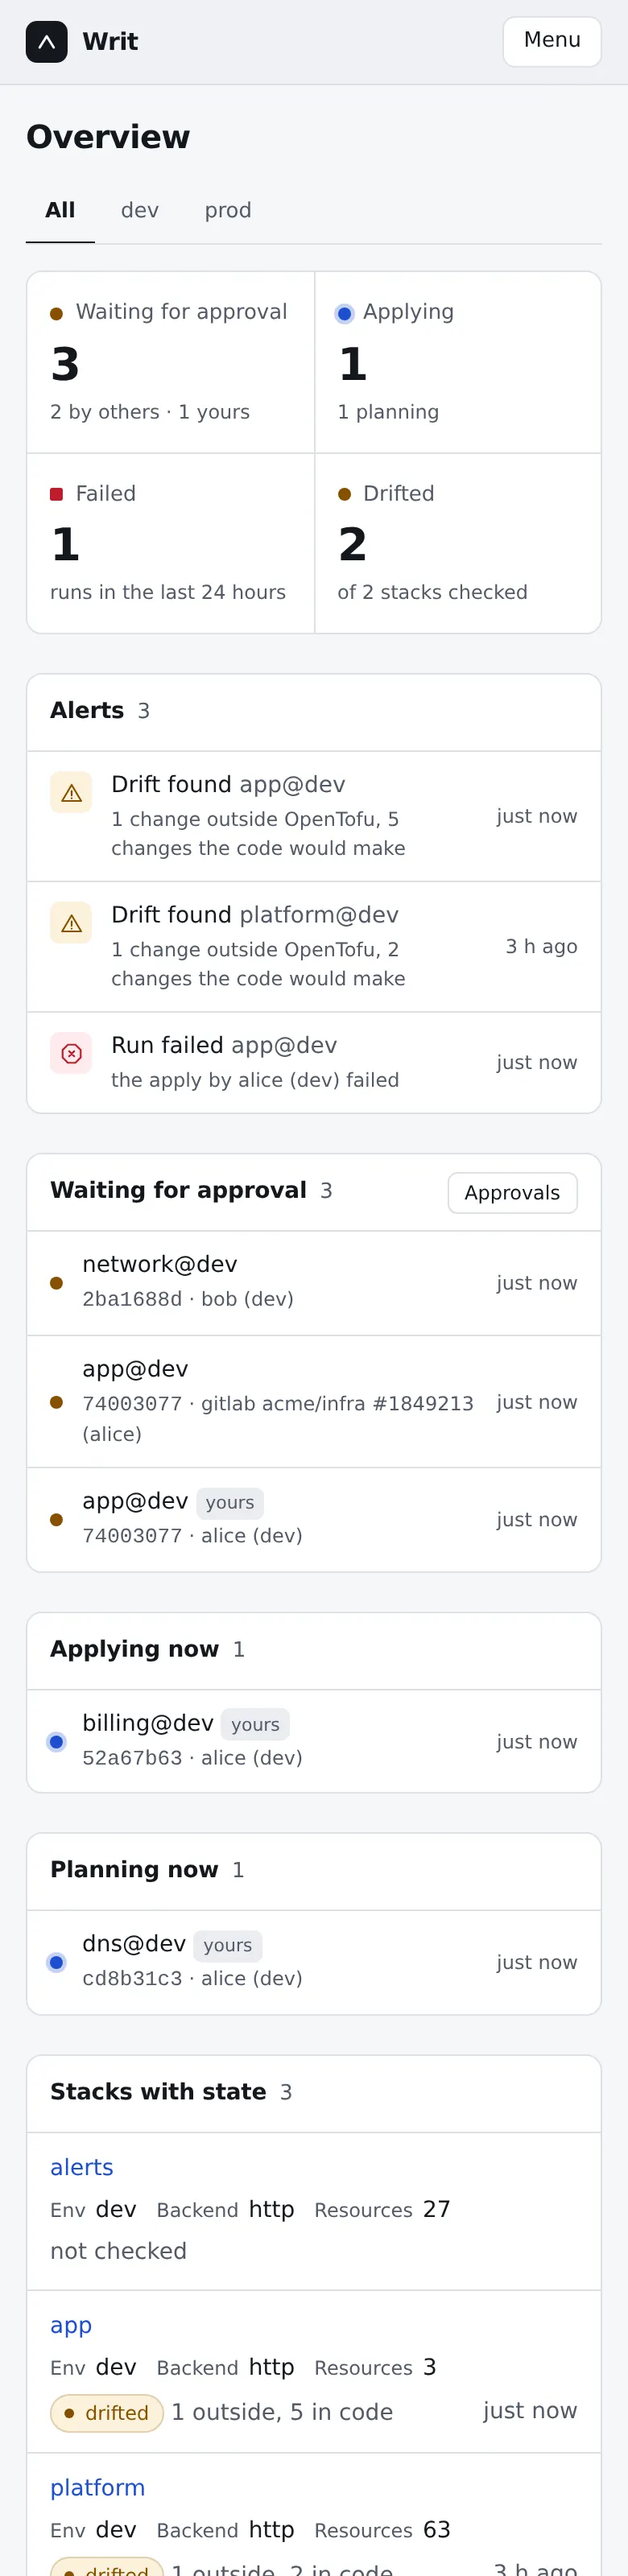 Writ
Menu
Overview
All dev prod
Waiting for approval
3
2 by others · 1 yours
Applying
1
1 planning
Failed
1
runs in the last 24 hours
Drifted
2
of 2 stacks checked
Alerts 3
Drift found app@dev
1 change outside OpenTofu, 5
changes the code would make
just now
Drift found platform@dev
1 change outside OpenTofu, 2
changes the code would make
3 h ago
Run failed app@dev
the apply by alice (dev) failed
just now
Waiting for approval 3
Approvals
network@dev
2ba1688d · bob (dev)
just now
app@dev
74003077 · gitlab acme/infra #1849213
(alice)
just now
app@dev yours
74003077 · alice (dev)
just now
Applying now 1
billing@dev yours
52a67b63 · alice (dev)
just now
Planning now 1
dns@dev yours
cd8b31c3 · alice (dev)
just now
Stacks with state 3
alerts
Env dev Backend http Resources 27
not checked
app
Env dev Backend http Resources 3
drifted 1 outside, 5 in code just now
platform
Env dev Backend http Resources 63
drifted 1 outside, 2 in code 3 h ago